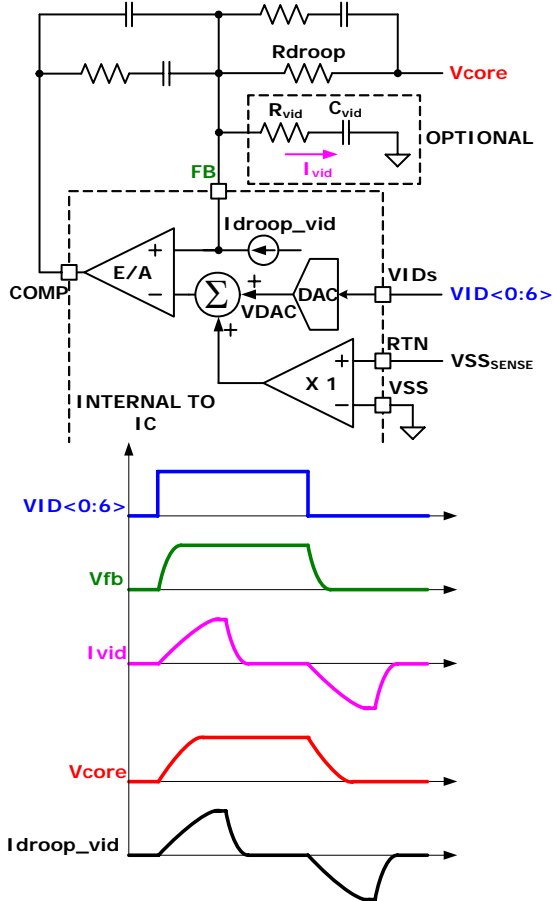 Rdroop
Vcore
Rvid
Cvid
OPTIONAL
Ivid
FB
Idroop_vid
+
E/A
−
Σ
+
+
VDAC
DAC
VIDs
VID<0:6>
COMP
RTN
+
X 1
−
VSSSENSE
VSS
INTERNAL TO
IC
VID<0:6>
Vfb
Ivid
Vcore
Idroop_vid